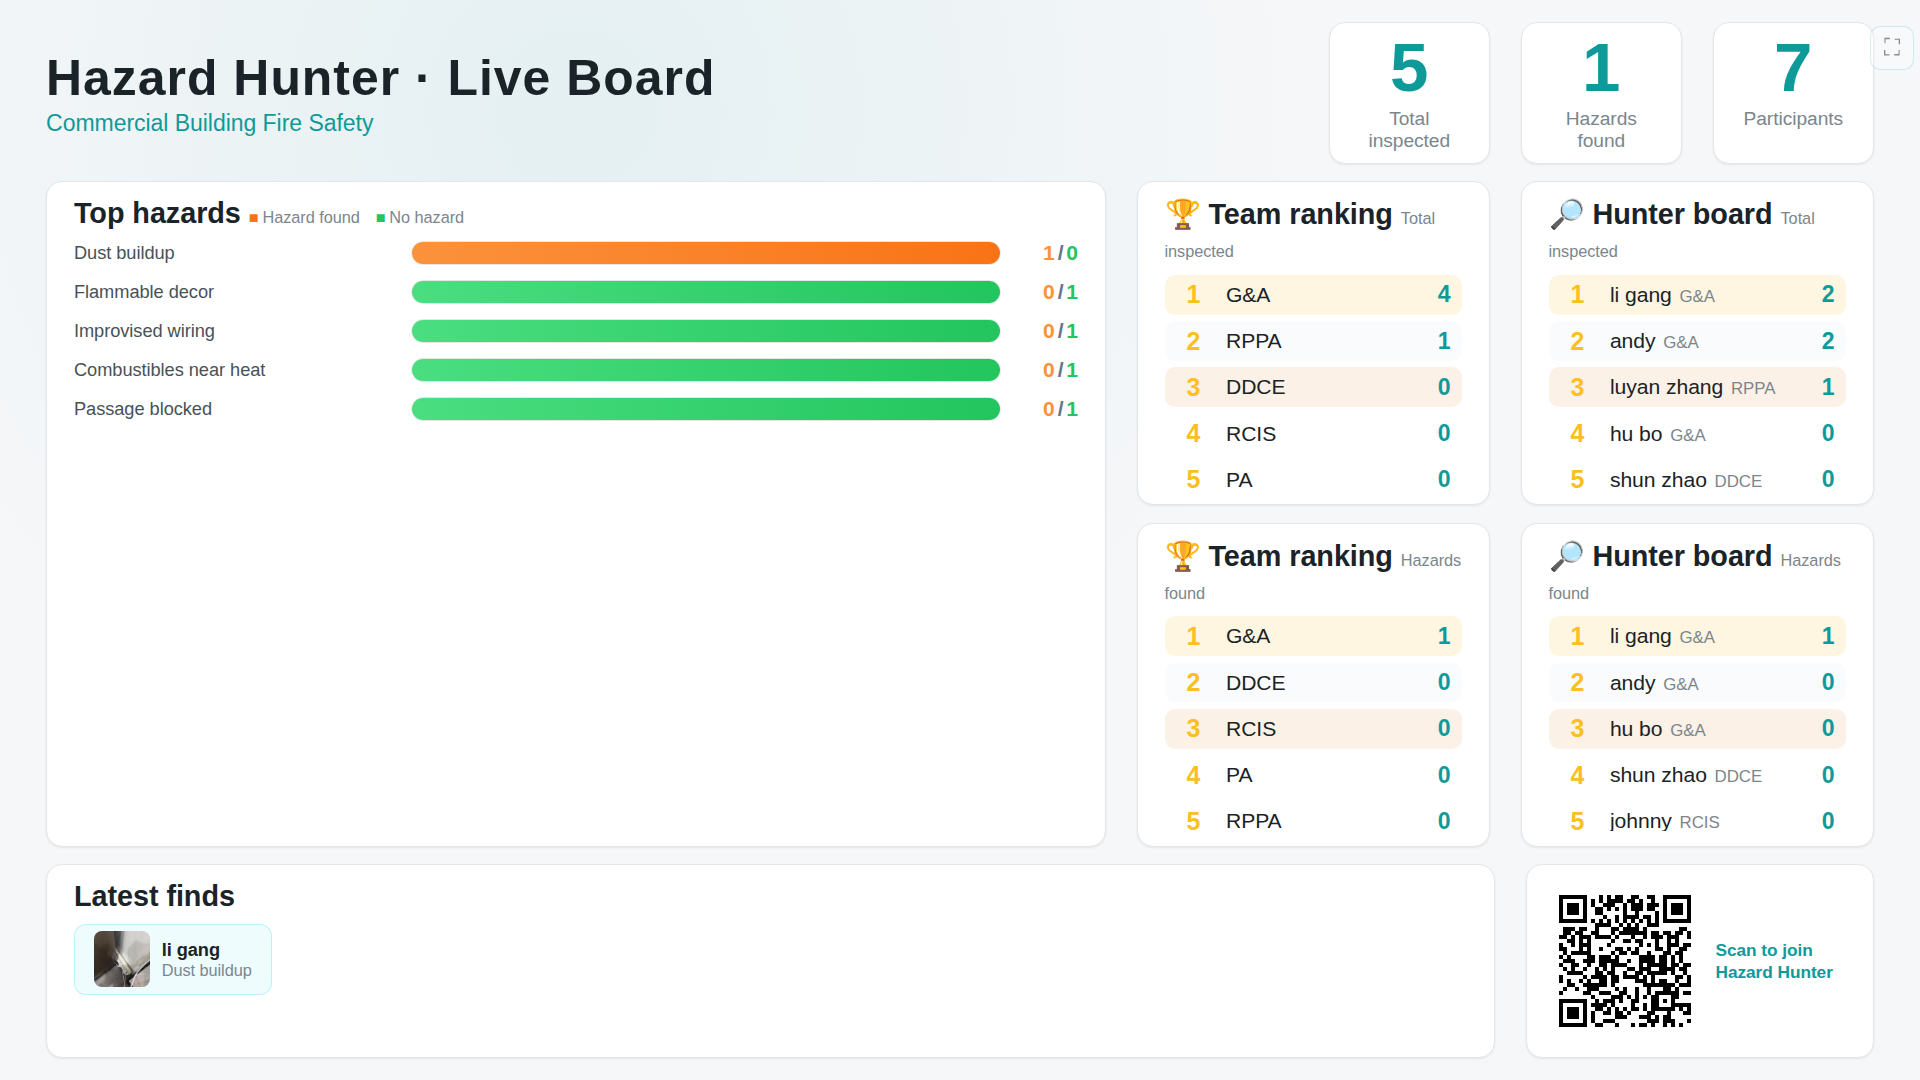 Hazard Hunter · Live Board
Commercial Building Fire Safety
5
Total
inspected
1
Hazards
found
7
Participants
Top hazards Hazard found No hazard
Dust buildup 1/0
Flammable decor 0/1
Improvised wiring 0/1
Combustibles near heat 0/1
Passage blocked 0/1
Team ranking Total
inspected
1 G&A 4
2 RPPA 1
3 DDCE 0
4 RCIS 0
5 PA 0
Hunter board Total
inspected
1 li gang G&A 2
2 andy G&A 2
3 luyan zhang RPPA 1
4 hu bo G&A 0
5 shun zhao DDCE 0
Team ranking Hazards
found
1 G&A 1
2 DDCE 0
3 RCIS 0
4 PA 0
5 RPPA 0
Hunter board Hazards
found
1 li gang G&A 1
2 andy G&A 0
3 hu bo G&A 0
4 shun zhao DDCE 0
5 johnny RCIS 0
Latest finds
li gang
Dust buildup
Scan to join
Hazard Hunter